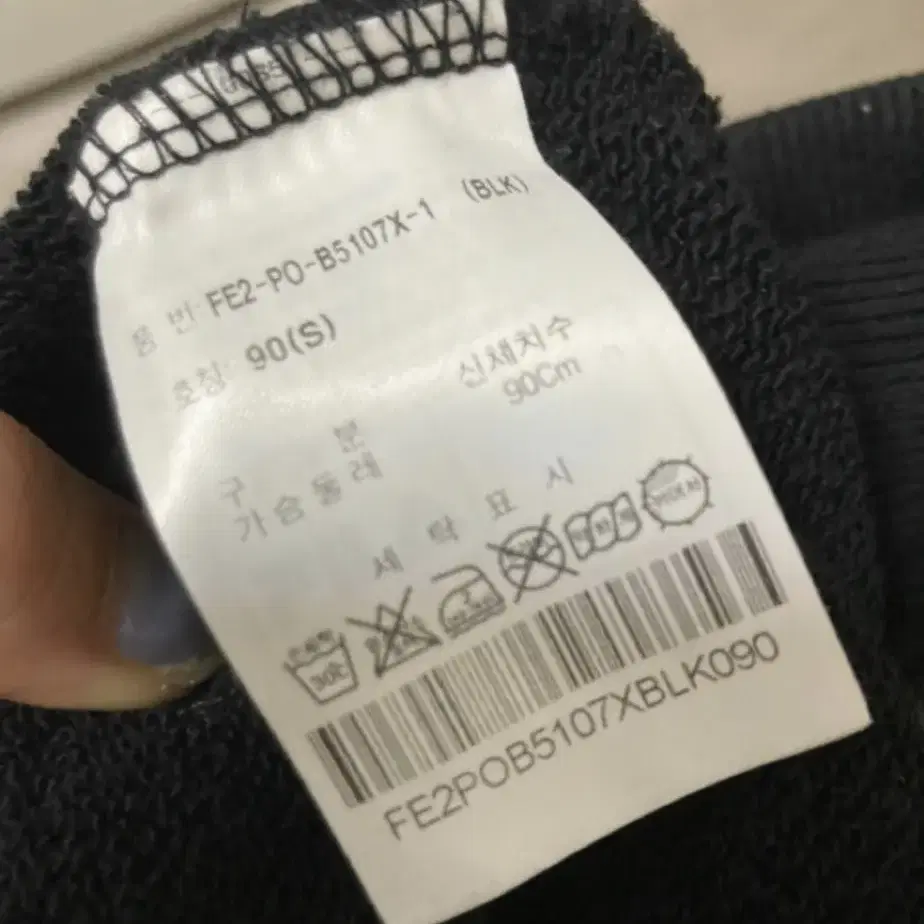 품 번 FE2-PO-B5107X-1 (BLK)
호칭 90(S)
구 분 신체치수
가슴둘레 90Cm
세 탁 표 시
FE2POB5107XBLK090